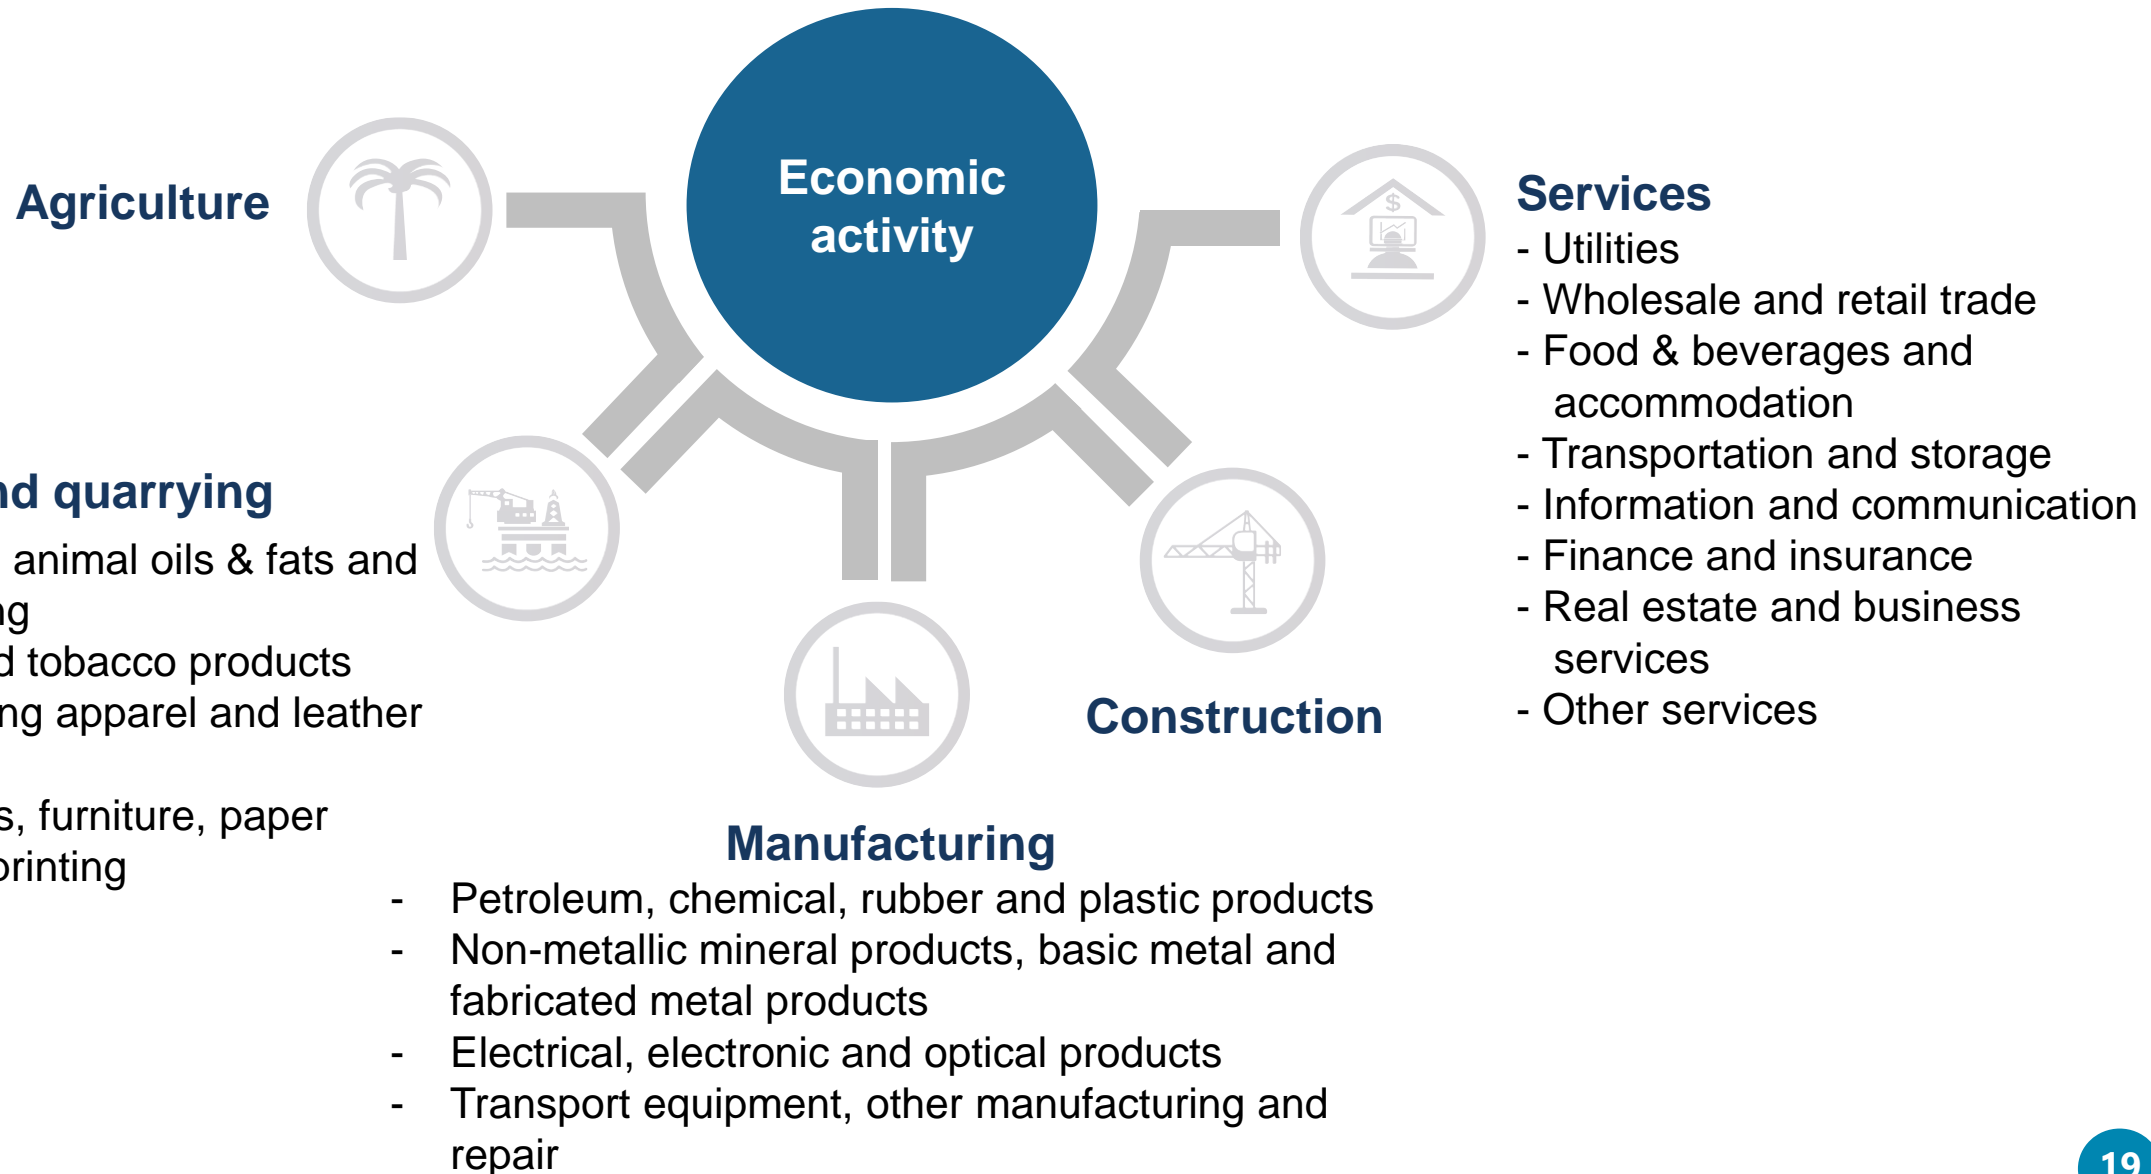 Economic
activity
Agriculture
quarrying
animal oils & fats and
tobacco products
apparel and leather
furniture, paper
printing
Manufacturing
- Petroleum, chemical, rubber and plastic products
- Non-metallic mineral products, basic metal and
fabricated metal products
- Electrical, electronic and optical products
- Transport equipment, other manufacturing and
repair
Construction
Services
- Utilities
- Wholesale and retail trade
- Food & beverages and
accommodation
- Transportation and storage
- Information and communication
- Finance and insurance
- Real estate and business
services
- Other services
$
19